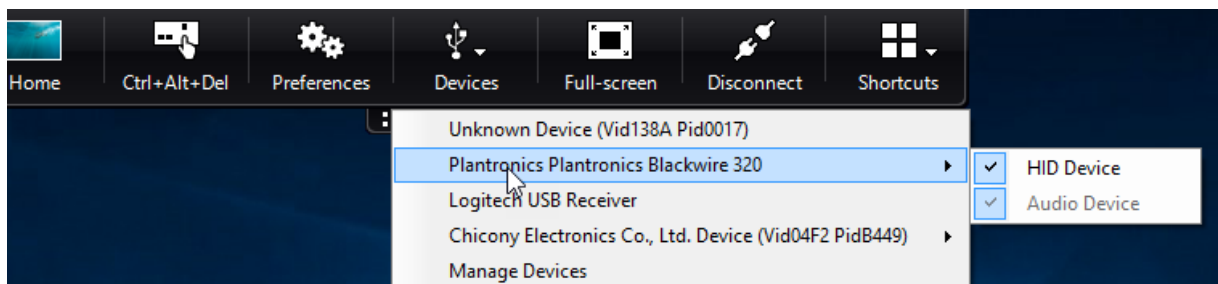 Home Ctrl+Alt+Del Preferences Devices Full-screen Disconnect Shortcuts
Unknown Device (Vid138A Pid0017)
Plantronics Plantronics Blackwire 320
HID Device
Logitech USB Receiver
Audio Device
Chicony Electronics Co., Ltd. Device (Vid04F2 PidB449)
Manage Devices